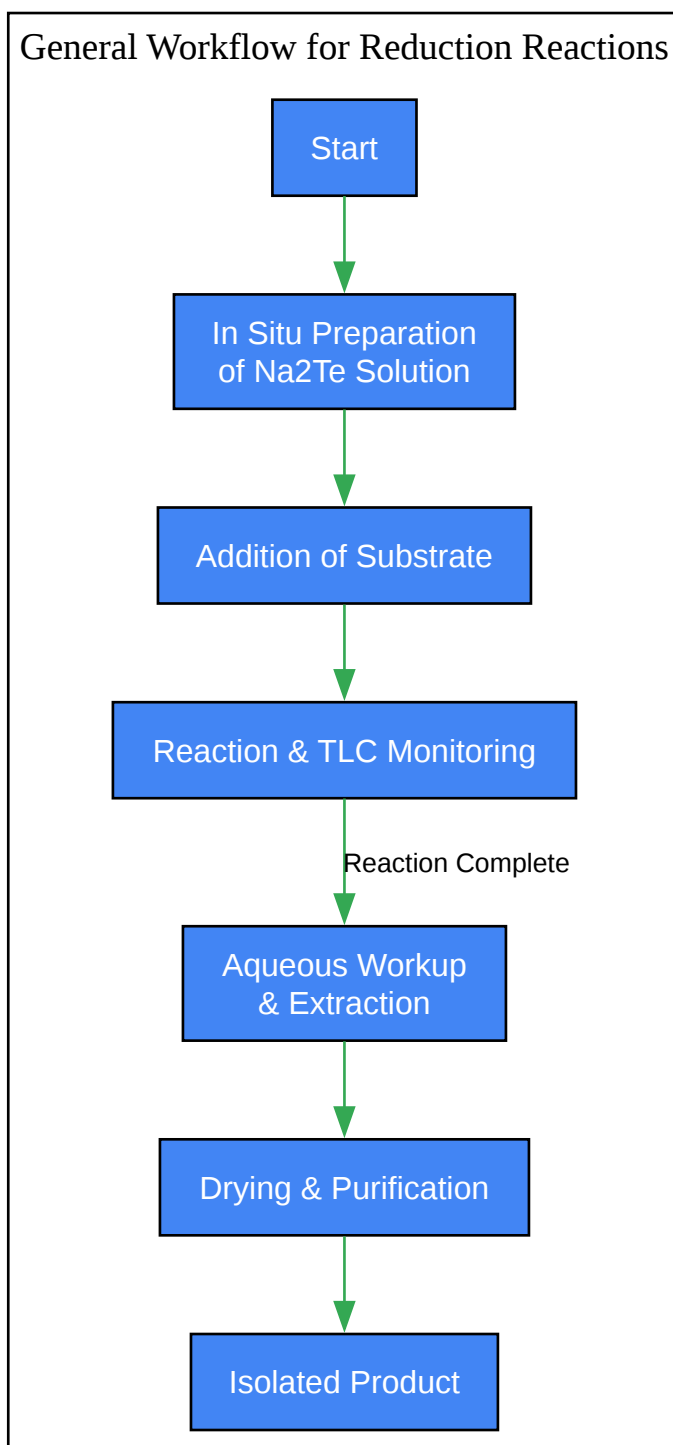 General Workflow for Reduction Reactions
Start
In Situ Preparation
of Na2Te Solution
Addition of Substrate
Reaction & TLC Monitoring
Reaction Complete
Aqueous Workup
& Extraction
Drying & Purification
Isolated Product